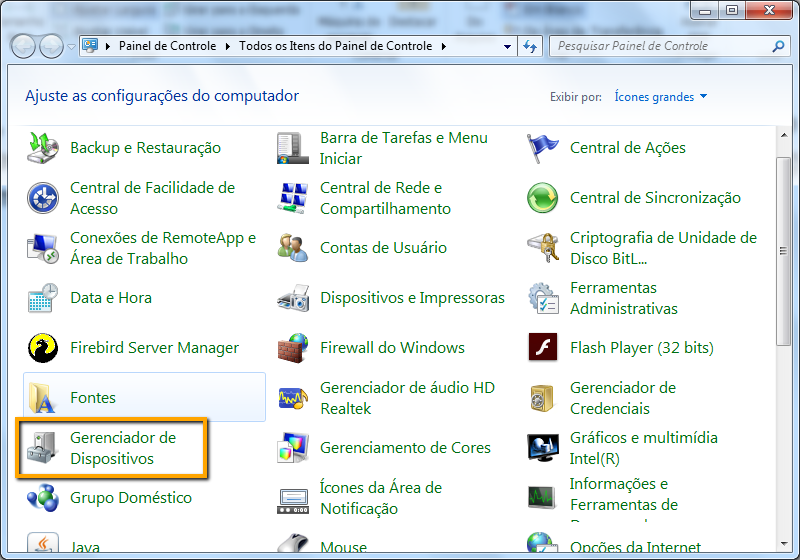 Painel de Controle
Todos os Itens do Painel de Controle
Pesquisar Painel de Controle
Ajuste as configurações do computador
Exibir por:
Ícones grandes
Backup e Restauração
Barra de Tarefas e Menu
Iniciar
Central de Ações
Central de Facilidade de
Acesso
Central de Rede e
Compartilhamento
Central de Sincronização
Conexões de RemoteApp e
Área de Trabalho
Contas de Usuário
Criptografia de Unidade de
Disco BitL...
Data e Hora
Dispositivos e Impressoras
Ferramentas
Administrativas
Firebird Server Manager
Firewall do Windows
Flash Player (32 bits)
Fontes
Gerenciador de áudio HD
Realtek
Gerenciador de
Credenciais
Gerenciador de
Dispositivos
Gerenciamento de Cores
Gráficos e multimídia
Intel(R)
Grupo Doméstico
Ícones da Área de
Notificação
Informações e
Ferramentas de
Java
Mouse
Opções da Internet